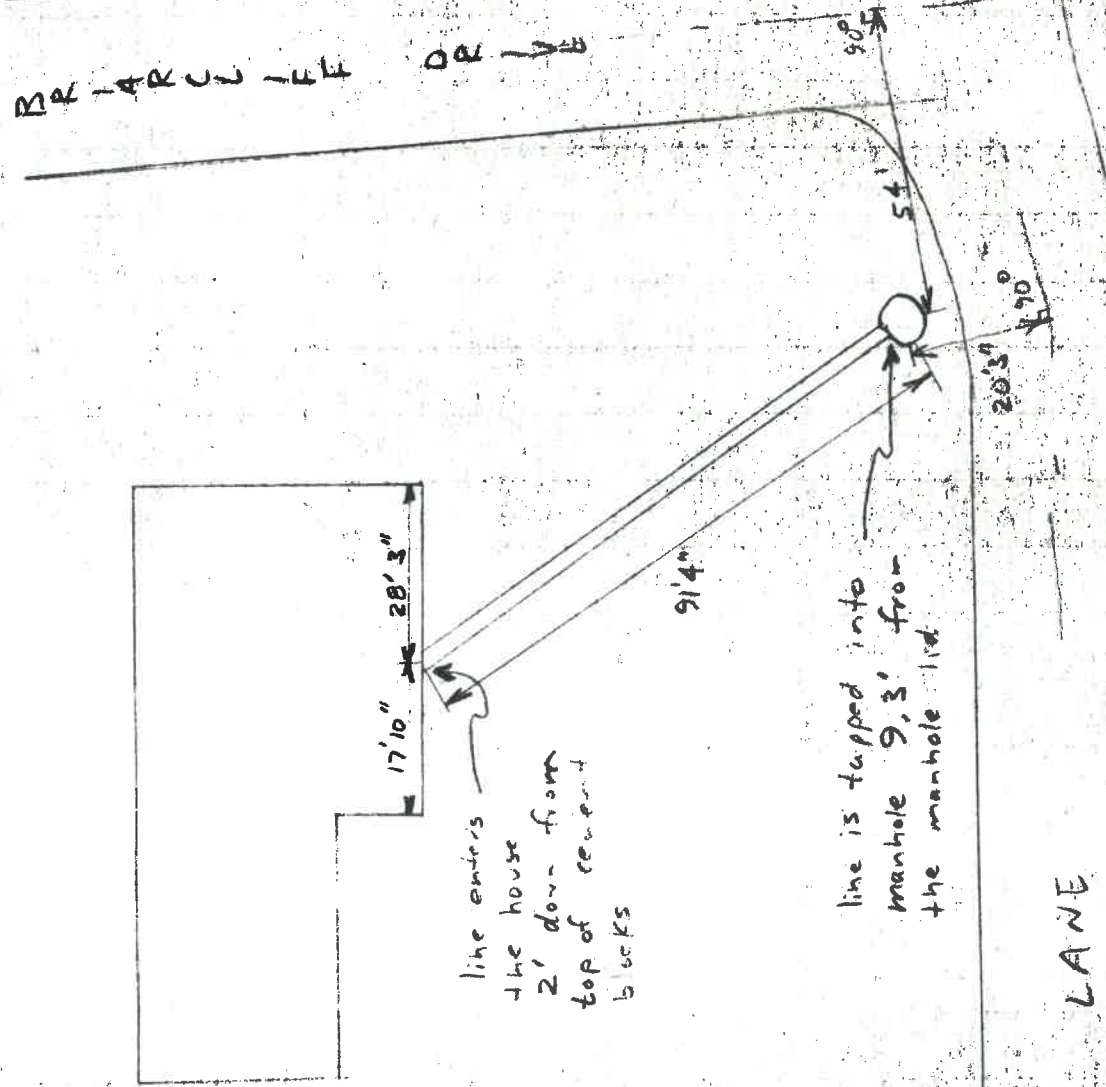 BRIARCLIFF DRIVE
90°
54'
90°
20'3"
28' 3"
17'10"
91'4"
line enters
the house
2' down from
top of cement
blocks
line is tapped into
manhole 9.3' from
the manhole lid
LANE